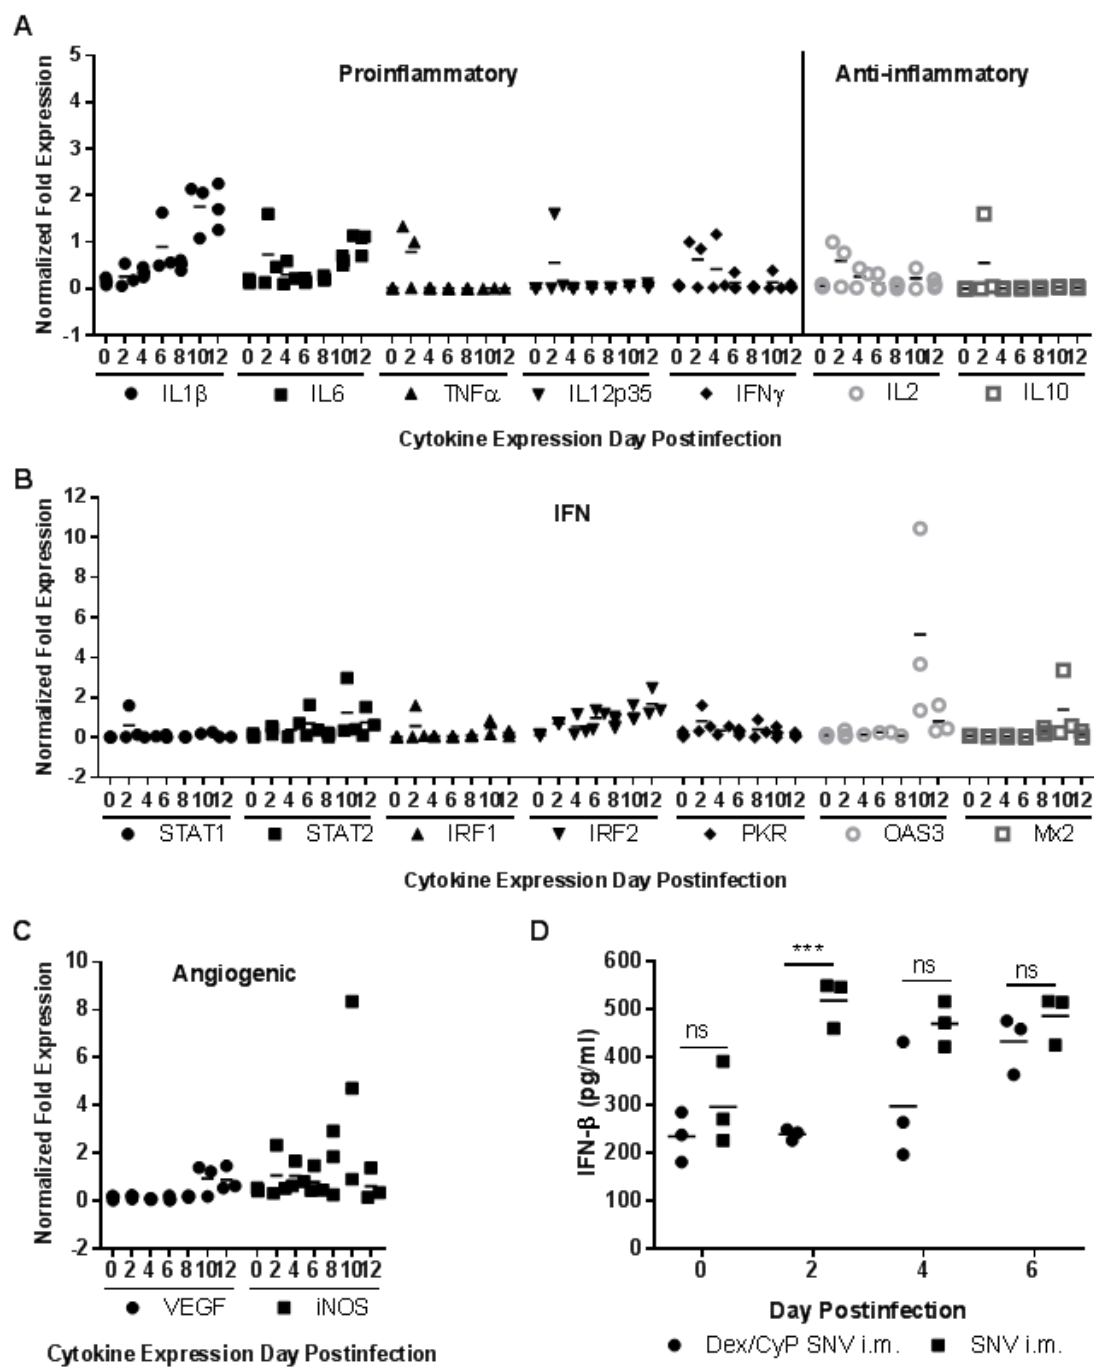 A
Proinflammatory Anti-inflammatory
Normalized Fold Expression
5
4
3
2
1
0
-1
0 2 4 6 8 10 12 0 2 4 6 8 10 12 0 2 4 6 8 10 12 0 2 4 6 8 10 12 0 2 4 6 8 10 12 0 2 4 6 8 10 12 0 2 4 6 8 10 12
IL1β IL6 TNFα IL12p35 IFNγ IL2 IL10
Cytokine Expression Day Postinfection
B
IFN
Normalized Fold Expression
12
10
8
6
4
2
0
-2
0 2 4 6 8 10 12 0 2 4 6 8 10 12 0 2 4 6 8 10 12 0 2 4 6 8 10 12 0 2 4 6 8 10 12 0 2 4 6 8 10 12 0 2 4 6 8 10 12
STAT1 STAT2 IRF1 IRF2 PKR OAS3 Mx2
Cytokine Expression Day Postinfection
C
Angiogenic
Normalized Fold Expression
10
8
6
4
2
0
-2
0 2 4 6 8 10 12 0 2 4 6 8 10 12
VEGF iNOS
Cytokine Expression Day Postinfection
D
IFN-β (pg/ml)
600
500
400
300
200
100
0
ns *** ns ns
0 2 4 6
Day Postinfection
Dex/CyP SNV i.m. SNV i.m.